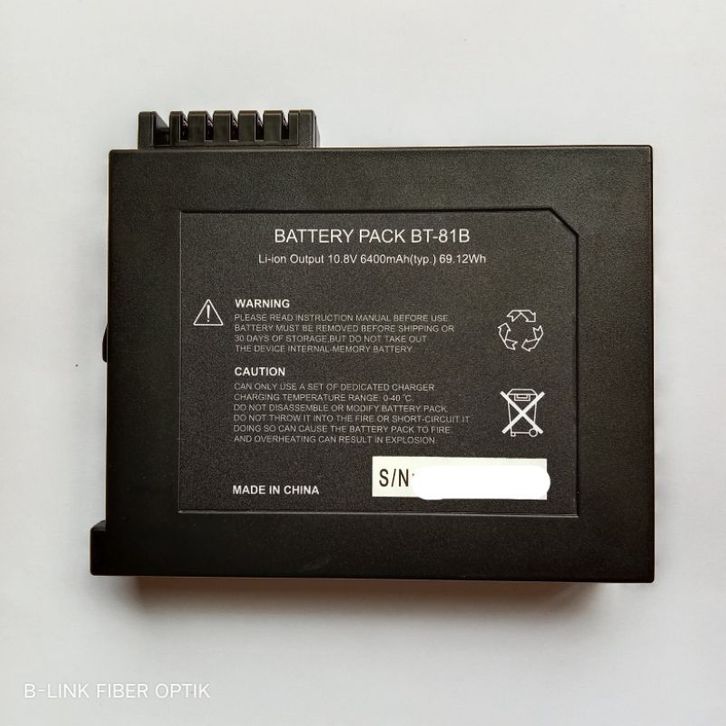 BATTERY PACK BT-81B
Li-ion Output 10.8V 6400mAh(typ.) 69.12Wh
WARNING
PLEASE READ INSTRUCTION MANUAL BEFORE USE
BATTERY MUST BE REMOVED BEFORE SHIPPING OR
30 DAYS OF STORAGE,BUT DO NOT TAKE OUT
THE DEVICE INTERNAL-MEMORY BATTERY.
CAUTION
CAN ONLY USE A SET OF DEDICATED CHARGER.
CHARGING TEMPERATURE RANGE: 0-40℃.
DO NOT DISASSEMBLE OR MODIFY BATTERY PACK.
DO NOT THROW IT INTO THE FIRE OR SHORT-CIRCUIT IT
DOING SO CAN CAUSE THE BATTERY PACK TO FIRE.
AND OVERHEATING CAN RESULT IN EXPLOSION.
S/N:
MADE IN CHINA
B-LINK FIBER OPTIK